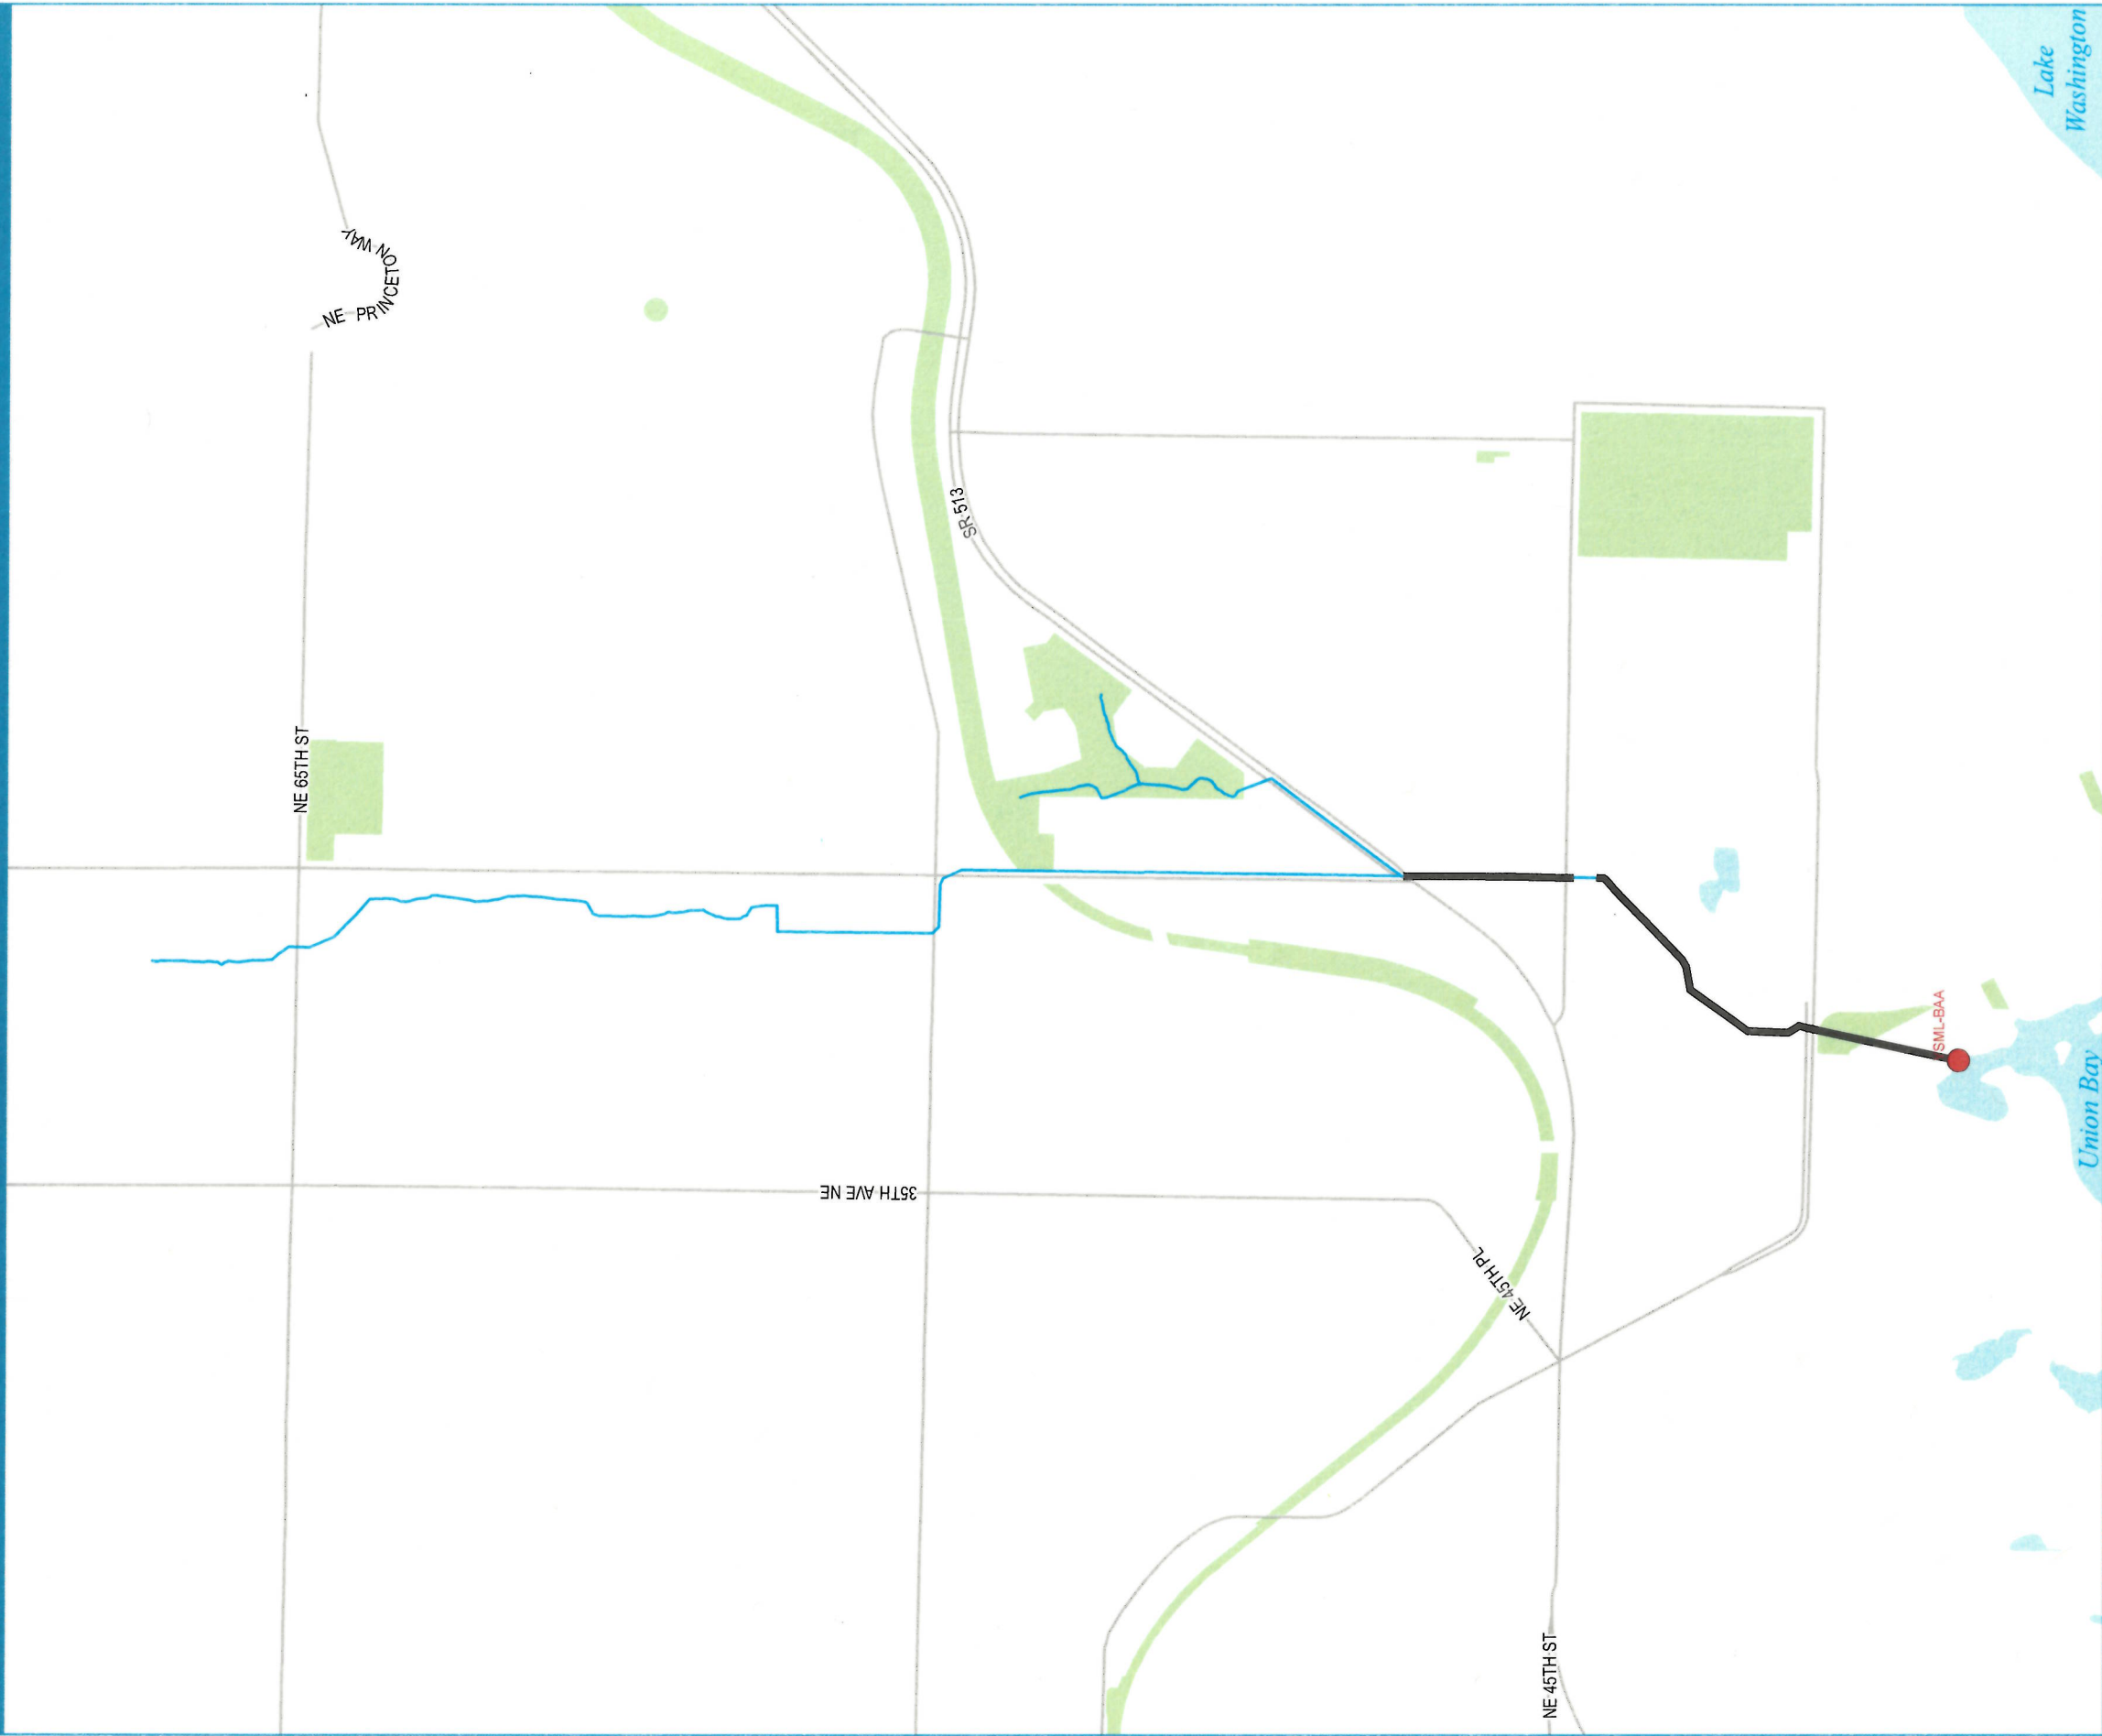 Lake
Washington
NE PRINCETON WAY
SR 513
NE 65TH ST
SML-BAA
Union Bay
35TH AVE NE
NE 45TH PL
NE 45TH ST